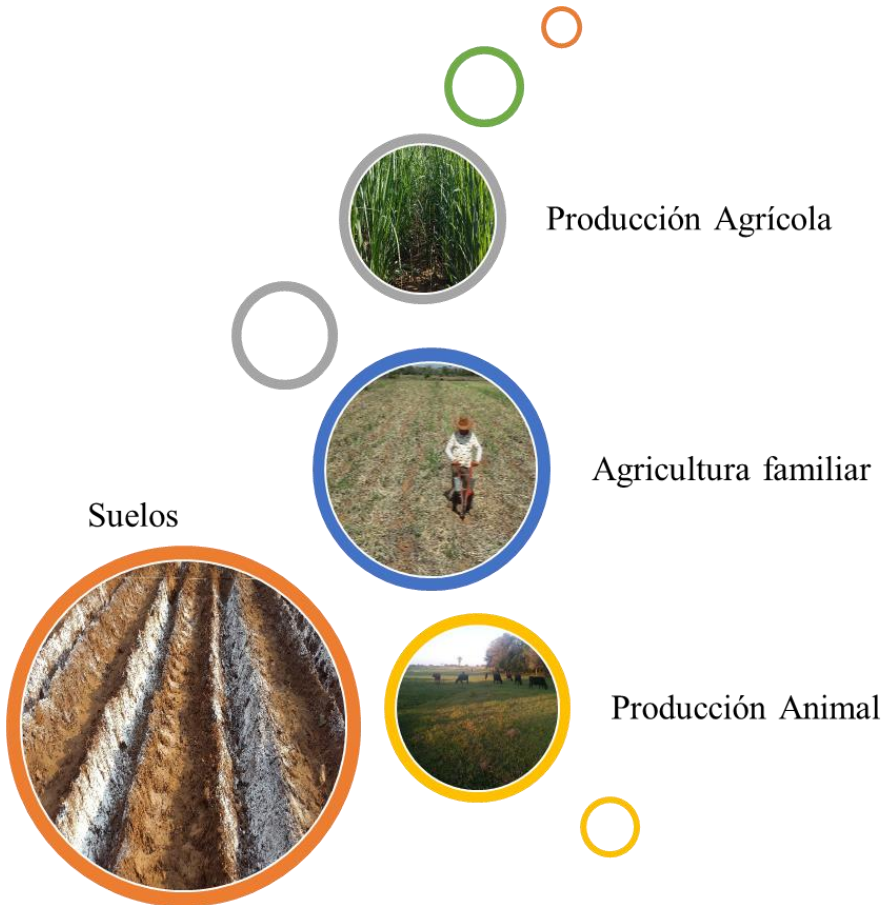 Producción Agrícola
Agricultura familiar
Suelos
Producción Animal